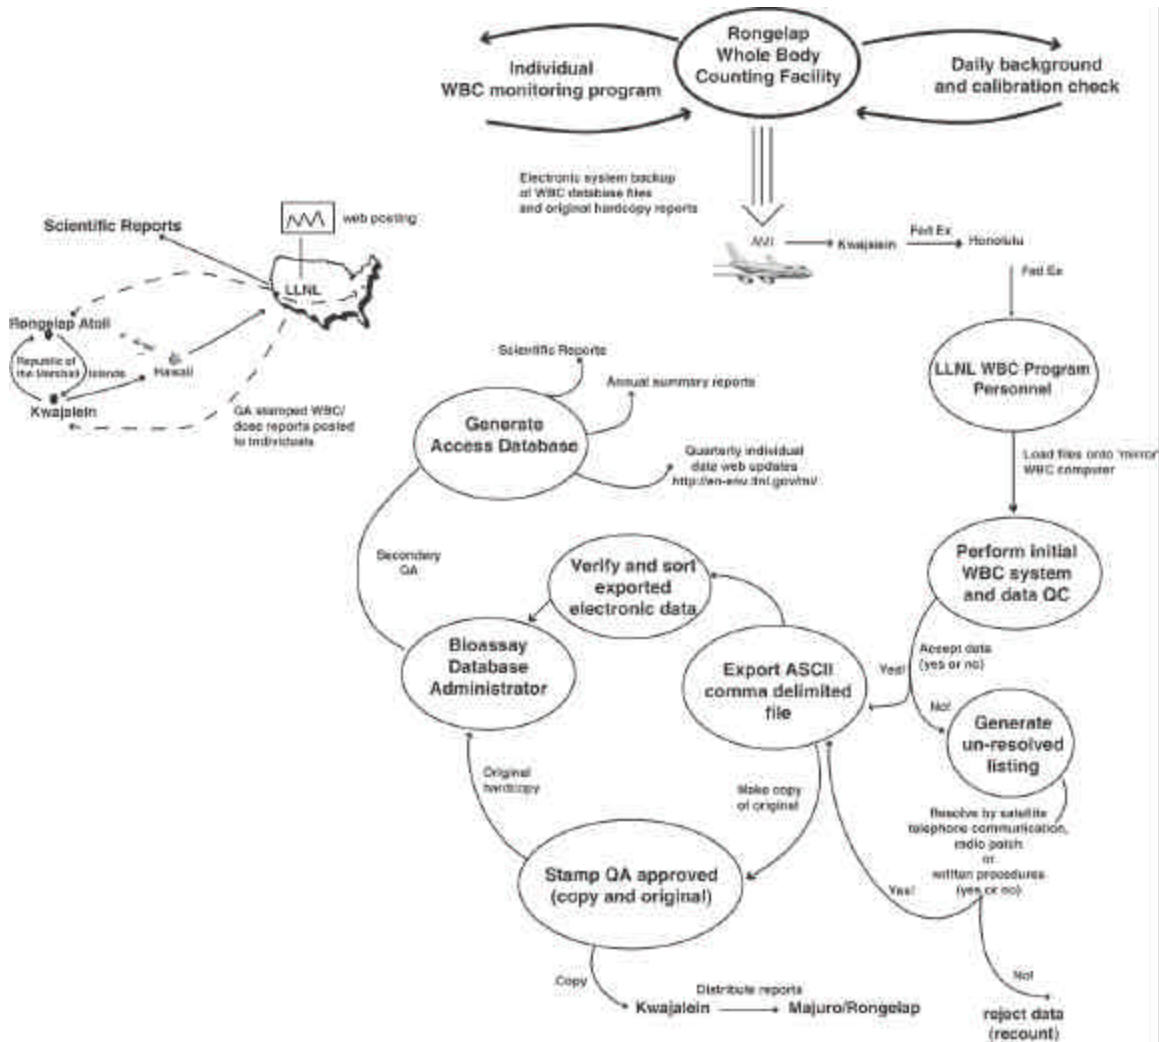 Rongelap
Whole Body
Counting Facility
Individual
WBC monitoring program
Daily background
and calibration check
Electronic system backup
of WBC database files
and original hardcopy reports
Kwajalein
Fed Ex
Honolulu
Fed Ex
Scientific Reports
web posting
LLNL
Rongelap Atoll
Republic of
the Marshall Islands
Hawaii
Kwajalein
QA stamped WBC/
dose reports posted
to individuals
LLNL WBC Program
Personnel
Load files onto 'mirror'
WBC computer
Scientific Reports
Annual summary reports
Generate
Access Database
Quarterly individual
data web updates
Secondary
QA
Perform initial
WBC system
and data QC
Verify and sort
exported
electronic data
Accept data
(yes or no)
Yes!
No!
Bioassay
Database
Administrator
Export ASCII
comma delimited
file
Generate
un-resolved
listing
Original
hardcopy
Make copy
of original
Resolve by satellite
telephone communication,
radio patch
or
written procedures
(yes or no)
Stamp QA approved
(copy and original)
Yes!
No!
Copy
Kwajalein
Distribute reports
Majuro/Rongelap
reject data
(recount)